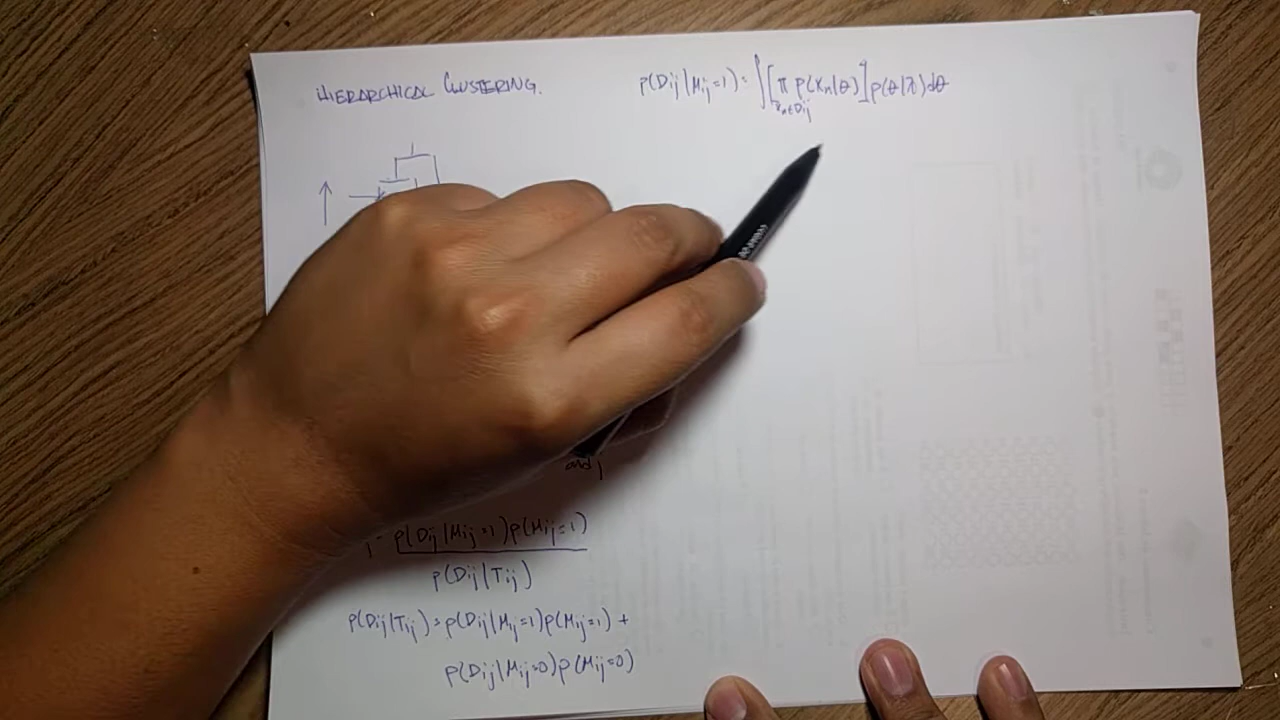 HIERARCHICAL CLUSTERING.
p(Dij|Mij=1) = ∫[π p(xn|θ)]p(θ|λ)dθ
xn∈Dij
and j
p(Dij|Mij=1)p(Mij=1)
p(Dij|Tij)
p(Dij|Tij) = p(Dij|Mij=1)p(Mij=1) +
p(Dij|Mij=0)p(Mij=0)